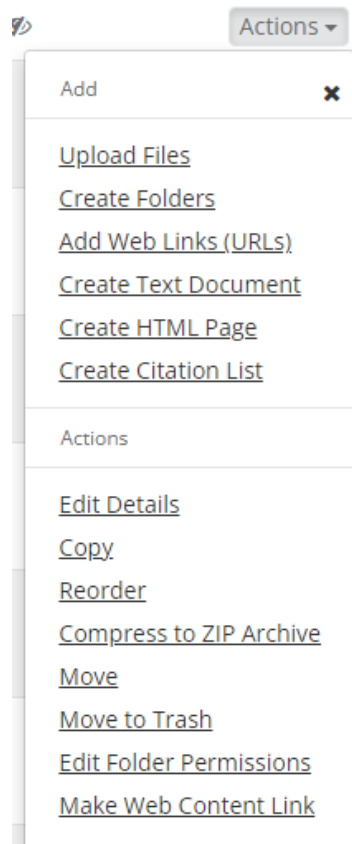 Actions
Add
Upload Files
Create Folders
Add Web Links (URLs)
Create Text Document
Create HTML Page
Create Citation List
Actions
Edit Details
Copy
Reorder
Compress to ZIP Archive
Move
Move to Trash
Edit Folder Permissions
Make Web Content Link